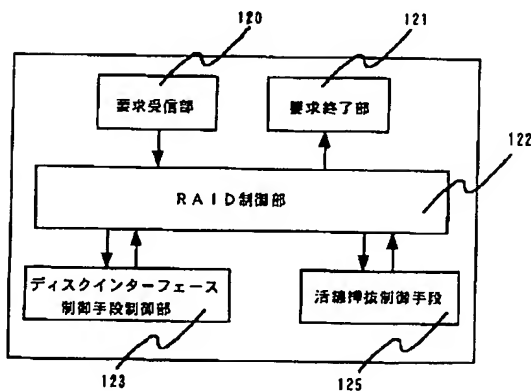 120
121
要求受信部
要求終了部
122
RAID制御部
ディスクインターフェース
制御手段制御部
活線挿抜制御手段
123
125